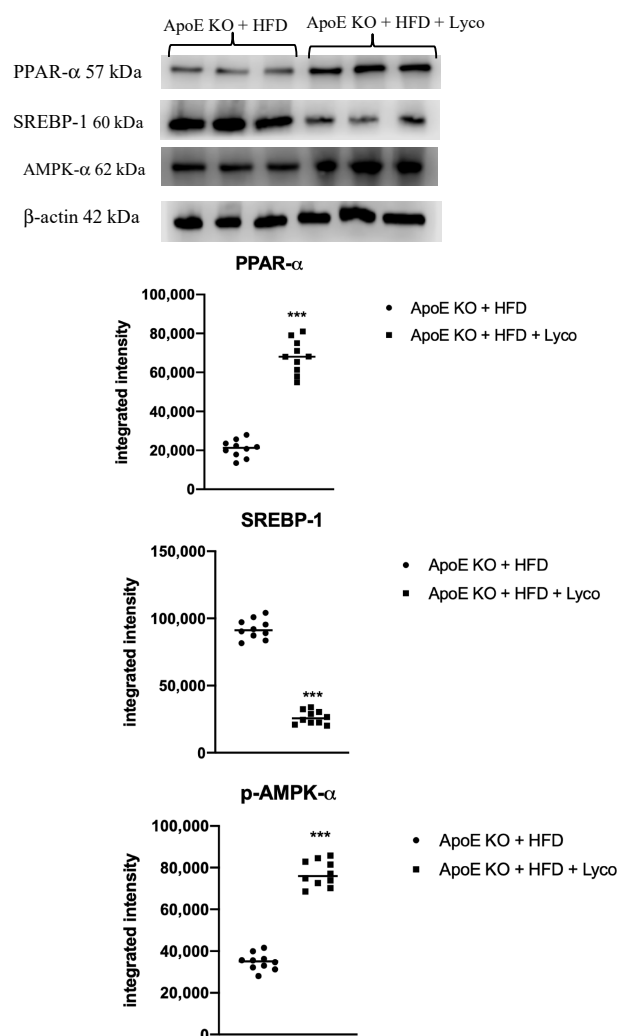 ApoE KO + HFD
ApoE KO + HFD + Lyco
PPAR-α 57 kDa
SREBP-1 60 kDa
AMPK-α 62 kDa
β-actin 42 kDa
PPAR-α
100,000
80,000
60,000
40,000
20,000
0
integrated intensity
***
ApoE KO + HFD
ApoE KO + HFD + Lyco
SREBP-1
150,000
100,000
50,000
0
integrated intensity
***
ApoE KO + HFD
ApoE KO + HFD + Lyco
p-AMPK-α
100,000
80,000
60,000
40,000
20,000
0
integrated intensity
***
ApoE KO + HFD
ApoE KO + HFD + Lyco